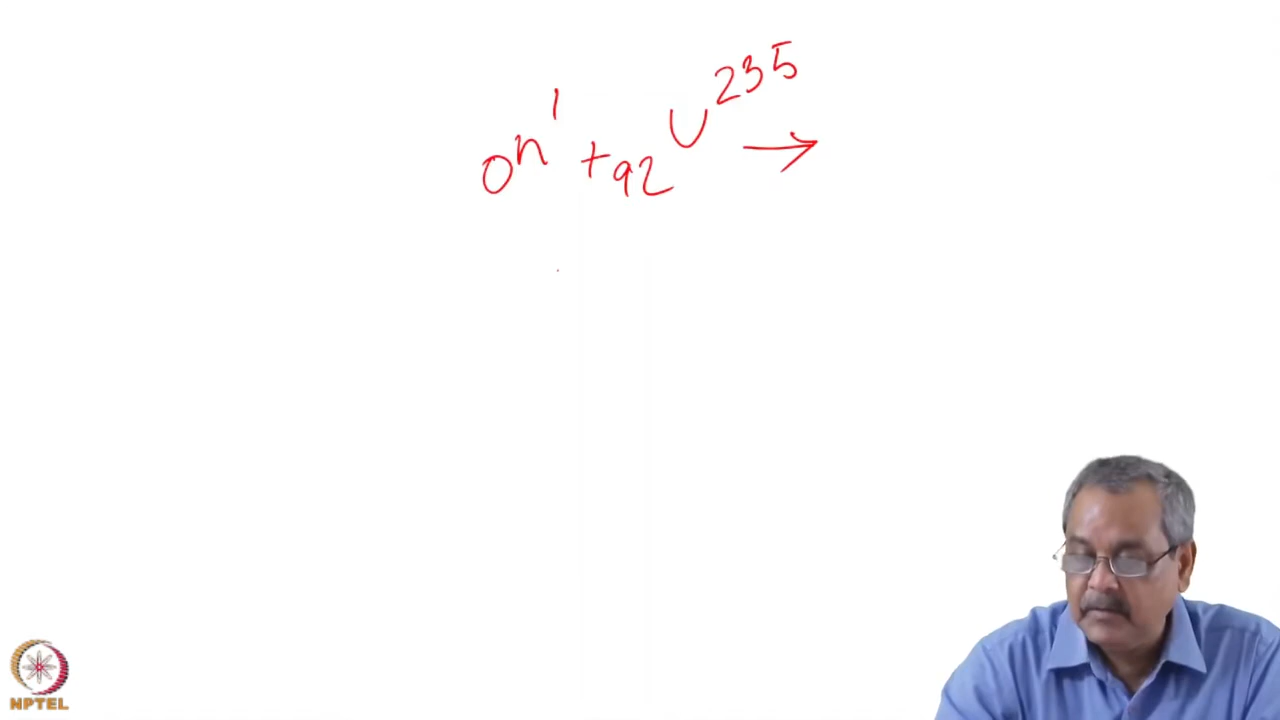 ₀n¹ + ₉₂U²³⁵ →
NPTEL